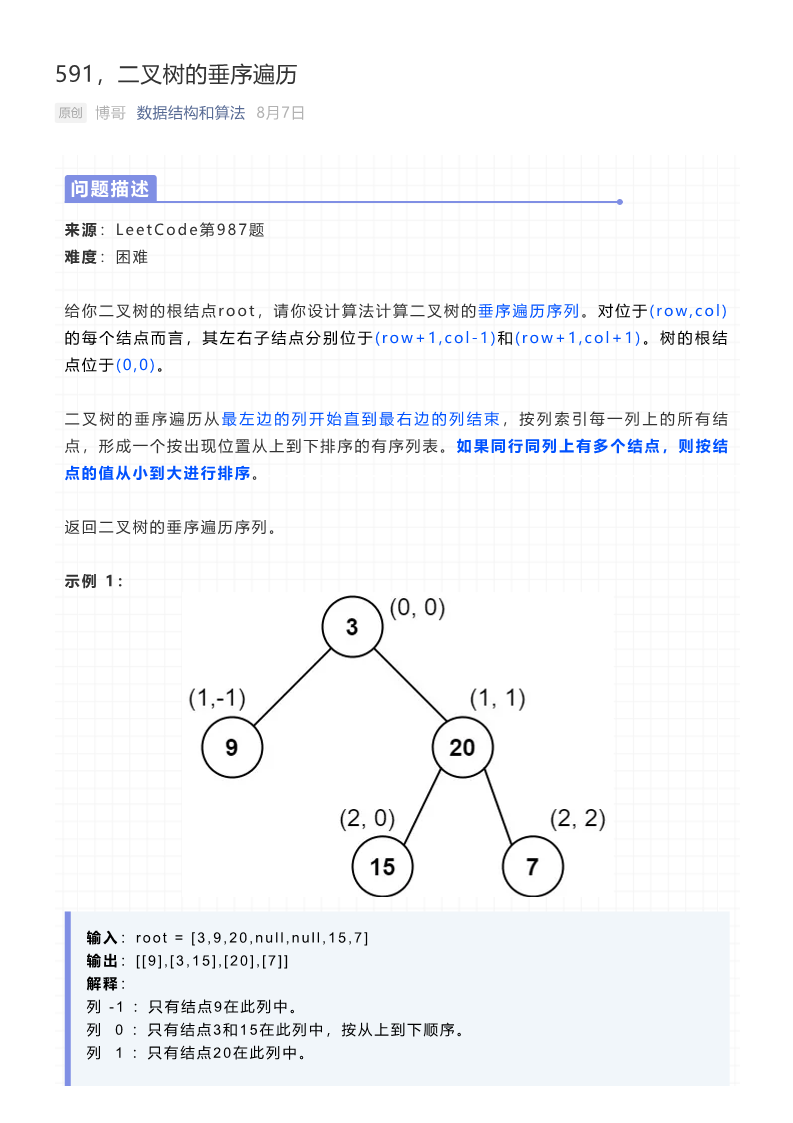 591，二叉树的垂序遍历
原创 博哥 数据结构和算法 8月7日
问题描述
来源：LeetCode第987题
难度：困难
给你二叉树的根结点root，请你设计算法计算二叉树的垂序遍历序列。对位于(row,col)
的每个结点而言，其左右子结点分别位于(row+1,col-1)和(row+1,col+1)。树的根结
点位于(0,0)。
二叉树的垂序遍历从最左边的列开始直到最右边的列结束，按列索引每一列上的所有结
点，形成一个按出现位置从上到下排序的有序列表。如果同行同列上有多个结点，则按结
点的值从小到大进行排序。
返回二叉树的垂序遍历序列。
示例 1：
3 (0, 0)
(1,-1) (1, 1)
9 20
(2, 0) (2, 2)
15 7
输入：root = [3,9,20,null,null,15,7]
输出：[[9],[3,15],[20],[7]]
解释：
列 -1 ：只有结点9在此列中。
列 0 ：只有结点3和15在此列中，按从上到下顺序。
列 1 ：只有结点20在此列中。